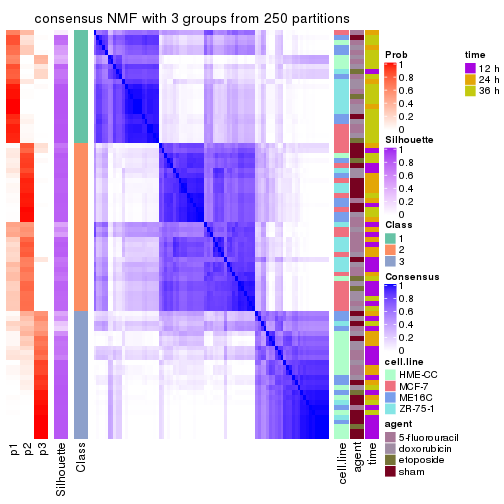 consensus NMF with 3 groups from 250 partitions
Prob
1
0.8
0.6
0.4
0.2
0
time
12 h
24 h
36 h
Silhouette
1
0.8
0.6
0.4
0.2
0
Class
1
2
3
Consensus
1
0.8
0.6
0.4
0.2
0
cell.line
HME-CC
MCF-7
ME16C
ZR-75-1
agent
5-fluorouracil
doxorubicin
etoposide
sham
p1
p2
p3
Silhouette
Class
cell.line
agent
time